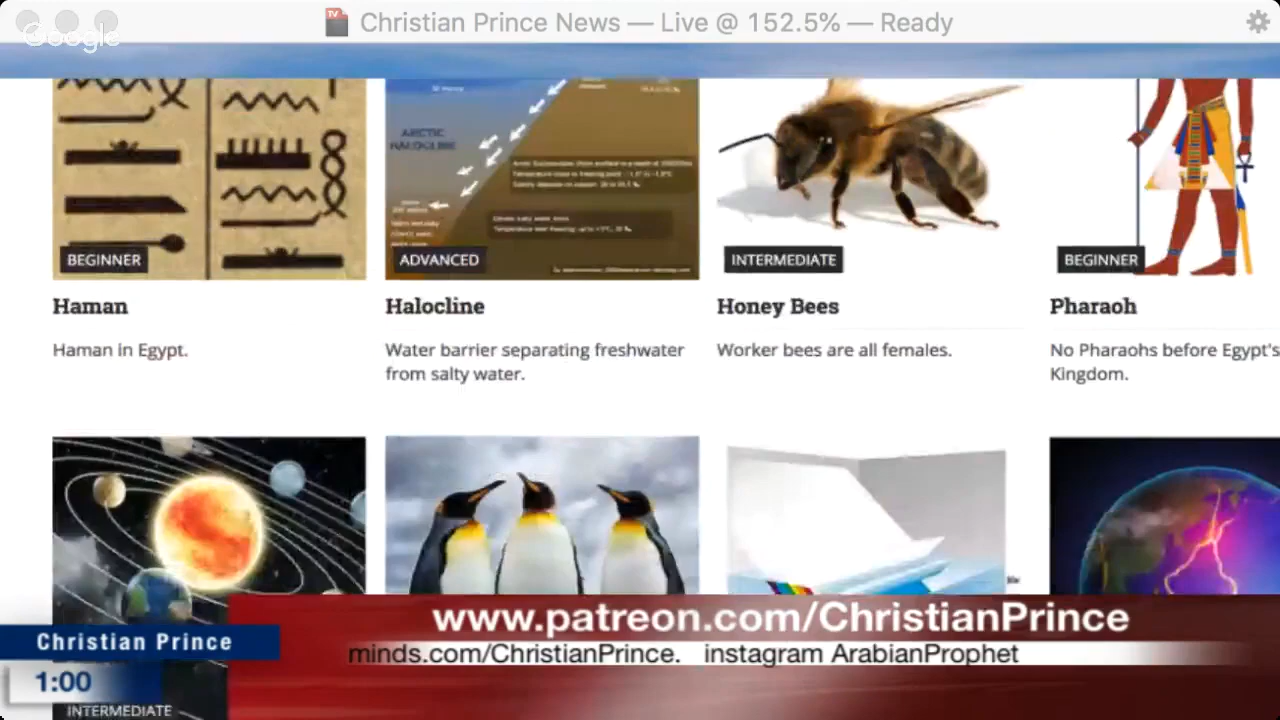 Christian Prince News — Live @ 152.5% — Ready
Google
ARCTIC
HALOCLINE
BEGINNER
ADVANCED
INTERMEDIATE
BEGINNER
Haman
Halocline
Honey Bees
Pharaoh
Haman in Egypt.
Water barrier separating freshwater
from salty water.
Worker bees are all females.
No Pharaohs before Egypt's
Kingdom.
www.patreon.com/ChristianPrince
Christian Prince
minds.com/ChristianPrince. instagram ArabianProphet
1:00
INTERMEDIATE